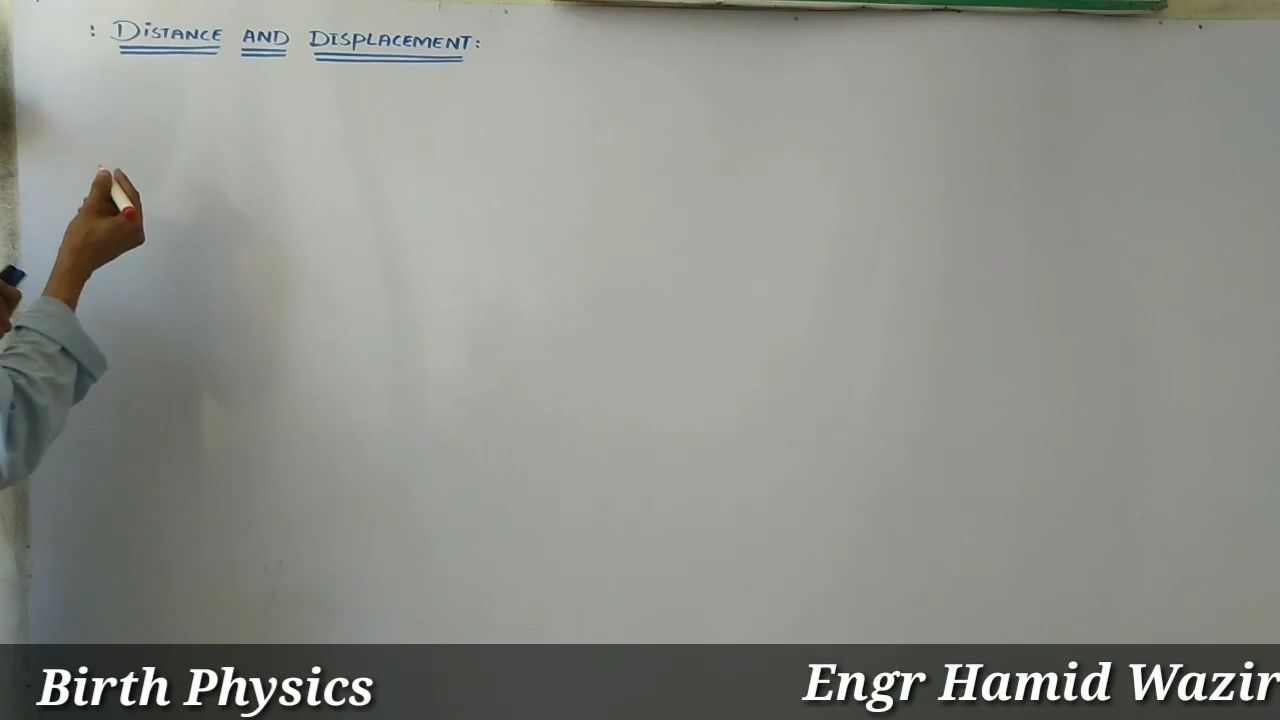 : DISTANCE AND DISPLACEMENT:
Birth Physics
Engr Hamid Wazir